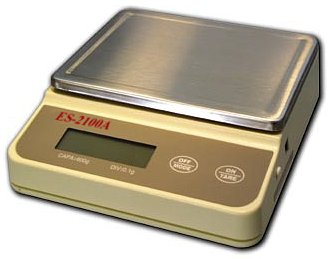 ES-2100A
CAPA:600g DIV:0.1g
OFF
MODE
ON
TARE